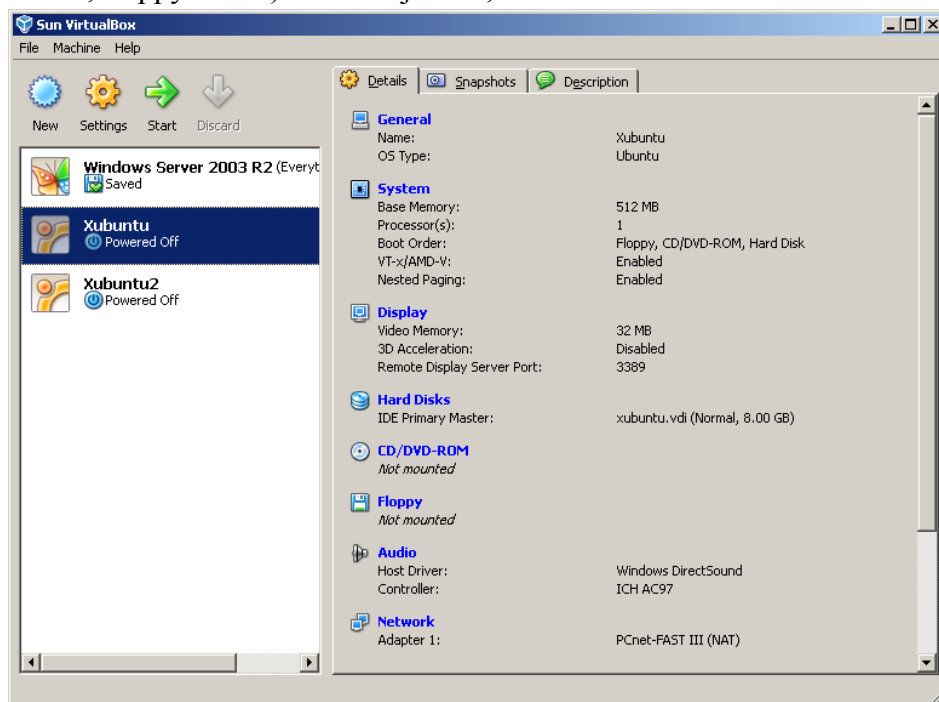 Sun VirtualBox
File Machine Help
New Settings Start Discard
Windows Server 2003 R2 (Everyt
Saved
Xubuntu
Powered Off
Xubuntu2
Powered Off
Details Snapshots Description
General
Name: Xubuntu
OS Type: Ubuntu
System
Base Memory: 512 MB
Processor(s): 1
Boot Order: Floppy, CD/DVD-ROM, Hard Disk
VT-x/AMD-V: Enabled
Nested Paging: Enabled
Display
Video Memory: 32 MB
3D Acceleration: Disabled
Remote Display Server Port: 3389
Hard Disks
IDE Primary Master: xubuntu.vdi (Normal, 8.00 GB)
CD/DVD-ROM
Not mounted
Floppy
Not mounted
Audio
Host Driver: Windows DirectSound
Controller: ICH AC97
Network
Adapter 1: PCnet-FAST III (NAT)